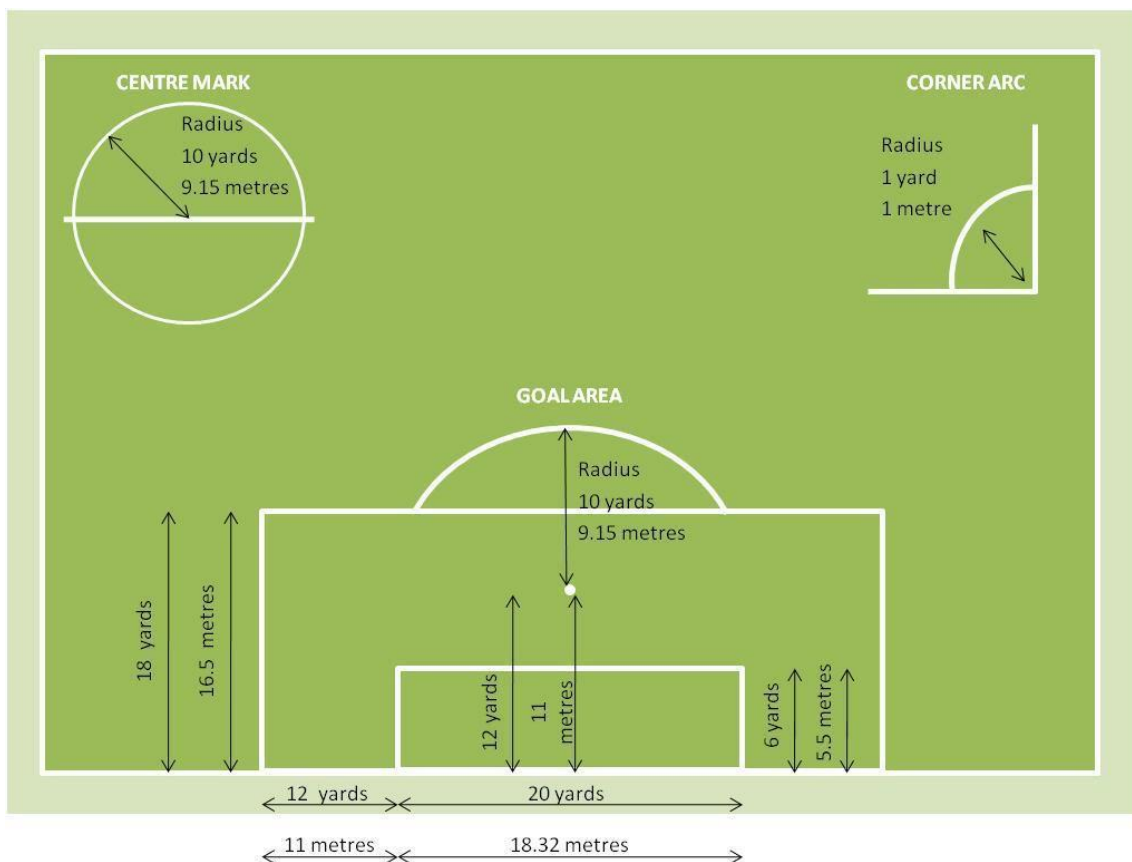 CENTRE MARK
Radius
10 yards
9.15 metres
CORNER ARC
Radius
1 yard
1 metre
GOAL AREA
Radius
10 yards
9.15 metres
18 yards
16.5 metres
12 yards
11
metres
6 yards
5.5 metres
12 yards
20 yards
11 metres
18.32 metres